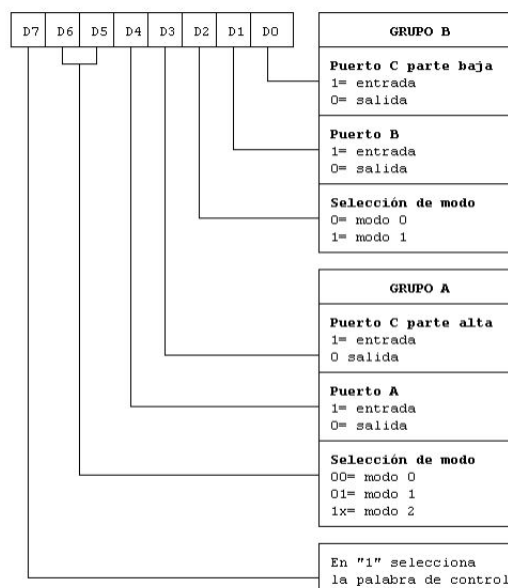 D7 D6 D5 D4 D3 D2 D1 D0
GRUPO B
Puerto C parte baja
1= entrada
0= salida
Puerto B
1= entrada
0= salida
Selección de modo
0= modo 0
1= modo 1
GRUPO A
Puerto C parte alta
1= entrada
0 salida
Puerto A
1= entrada
0= salida
Selección de modo
00= modo 0
01= modo 1
1x= modo 2
En "1" selecciona
la palabra de control